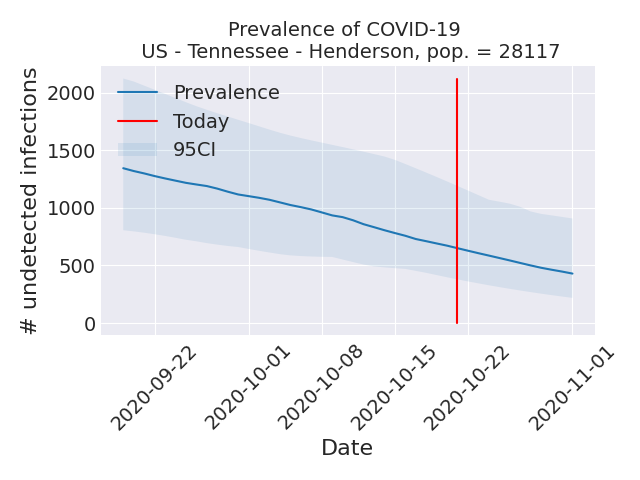 Prevalence of COVID-19
US - Tennessee - Henderson, pop. = 28117
# undetected infections
2000
1500
1000
500
0
Prevalence
Today
95CI
2020-09-22
2020-10-01
2020-10-08
2020-10-15
2020-10-22
2020-11-01
Date